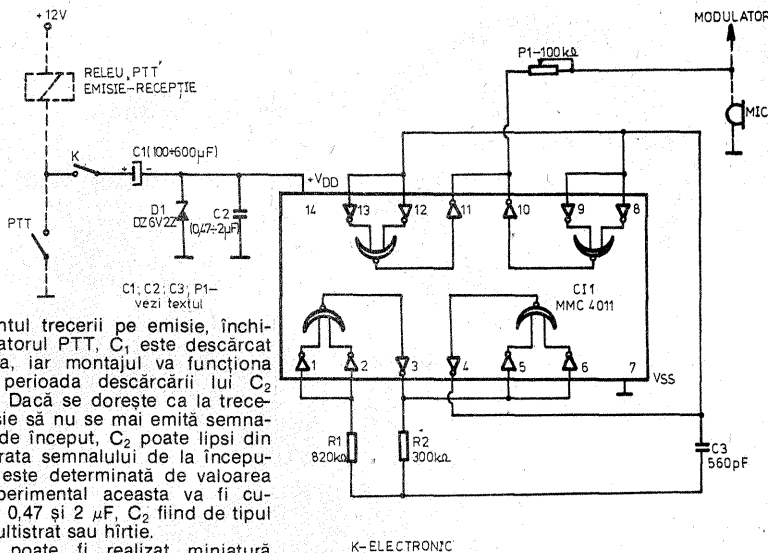 +12V
RELEU „PTT"
EMISIE-RECEPTIE
K
C1(100÷600µF)
+ -
PTT
D1
DZ6V2Z
C2
(0,47÷2µF)
C1; C2; C3; P1-
vezi textul
+VDD
14 13 12 11 10 9 8
P1-100kΩ
MODULATOR
MIC
CI1
MMC 4011
1 2 3 4 5 6 7
VSS
R1
820kΩ
R2
300kΩ
C3
560pF
K-ELECTRONIC
ntul trecerii pe emisie, închi-
atorul PTT, C₁ este descărcat
a, iar montajul va funcționa
perioada descărcării lui C₂
Dacă se dorește ca la trece-
sie să nu se mai emită semna-
de început, C₂ poate lipsi din
rata semnalului de la începu-
este determinată de valoarea
perimental aceasta va fi cu-
0,47 și 2 µF, C₂ fiind de tipul
ultistrat sau hîrtie.
poate fi realizat miniatură